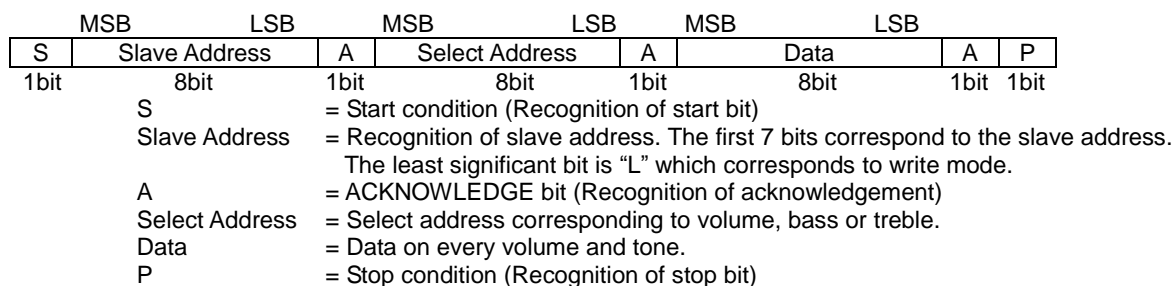 MSB LSB MSB LSB MSB LSB
S Slave Address A Select Address A Data A P
1bit 8bit 1bit 8bit 1bit 8bit 1bit 1bit
S = Start condition (Recognition of start bit)
Slave Address = Recognition of slave address. The first 7 bits correspond to the slave address.
The least significant bit is “L” which corresponds to write mode.
A = ACKNOWLEDGE bit (Recognition of acknowledgement)
Select Address = Select address corresponding to volume, bass or treble.
Data = Data on every volume and tone.
P = Stop condition (Recognition of stop bit)